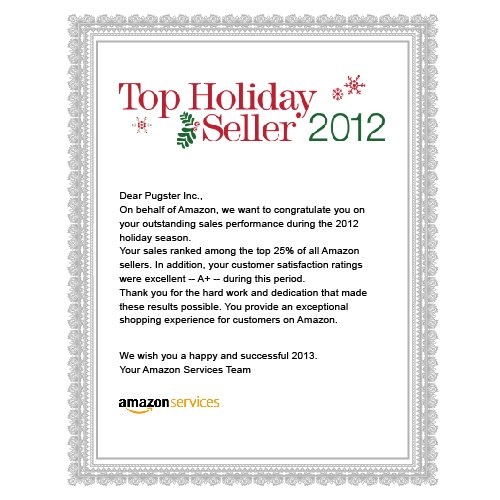 Top Holiday
Seller 2012
Dear Pugster Inc.,
On behalf of Amazon, we want to congratulate you on
your outstanding sales performance during the 2012
holiday season.
Your sales ranked among the top 25% of all Amazon
sellers. In addition, your customer satisfaction ratings
were excellent -- A+ -- during this period.
Thank you for the hard work and dedication that made
these results possible. You provide an exceptional
shopping experience for customers on Amazon.
We wish you a happy and successful 2013.
Your Amazon Services Team
amazonservices